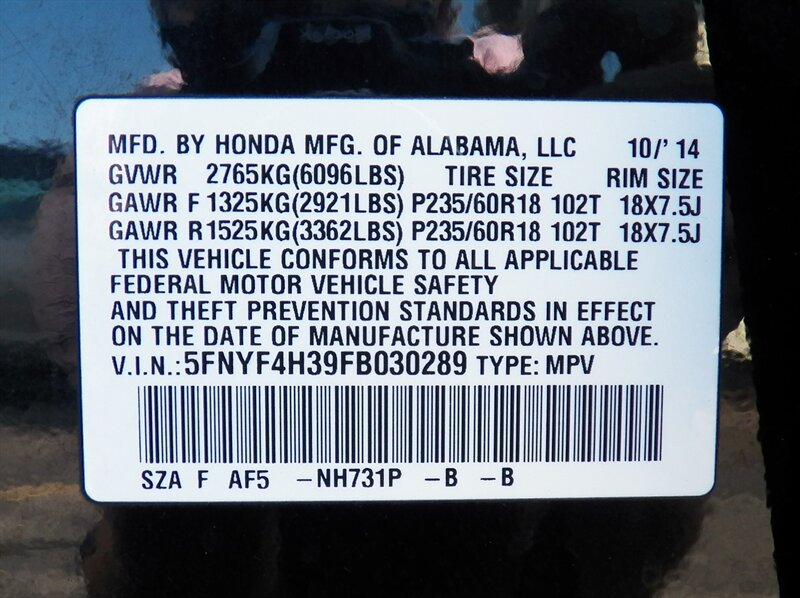 MFD. BY HONDA MFG. OF ALABAMA, LLC 10/' 14
GVWR 2765KG(6096LBS) TIRE SIZE RIM SIZE
GAWR F 1325KG(2921LBS) P235/60R18 102T 18X7.5J
GAWR R1525KG(3362LBS) P235/60R18 102T 18X7.5J
THIS VEHICLE CONFORMS TO ALL APPLICABLE
FEDERAL MOTOR VEHICLE SAFETY
AND THEFT PREVENTION STANDARDS IN EFFECT
ON THE DATE OF MANUFACTURE SHOWN ABOVE.
V.I.N.:5FNYF4H39FB030289 TYPE: MPV
SZA F AF5 -NH731P -B -B